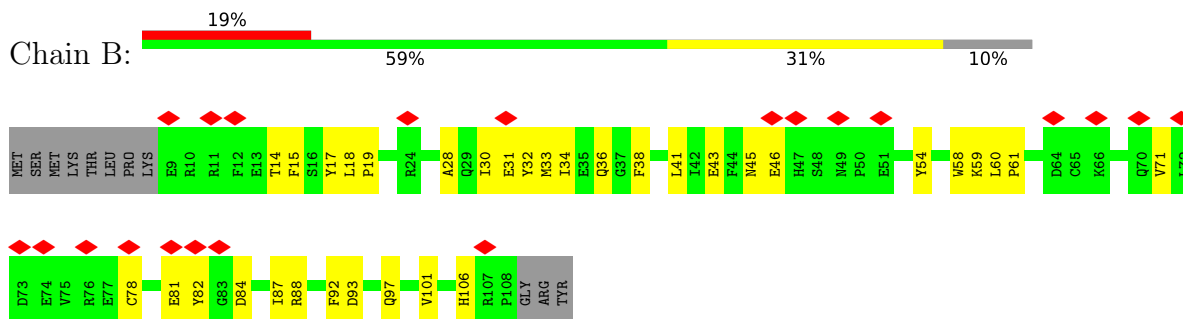 19%
Chain B:
59% 31% 10%
MET SER MET LYS THR LEU PRO LYS E9 R10 R11 F12 E13 T14 F15 S16 Y17 L18 P19 R24 A28 Q29 I30 E31 Y32 M33 I34 E35 Q36 G37 F38 L41 I42 E43 F44 N45 E46 H47 S48 N49 P50 E51 Y54 W58 K59 L60 P61 D64 C65 K66 Q70 V71
D73 E74 V75 R76 E77 C78 E81 Y82 G83 D84 I87 R88 F92 D93 Q97 V101 H106 R107 P108 GLY ARG TYR